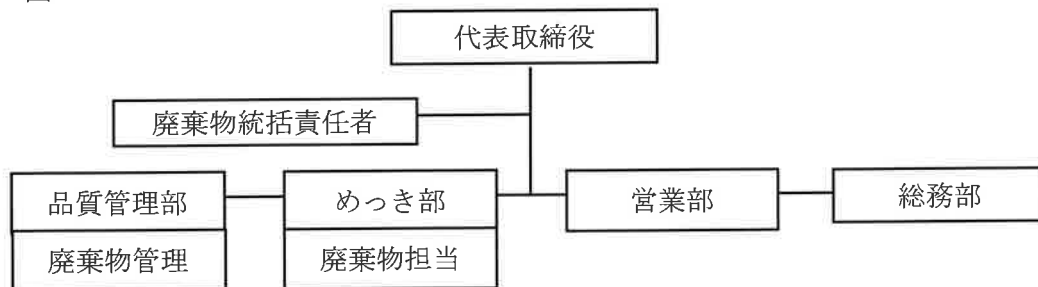 代表取締役
廃棄物統括責任者
品質管理部
めっき部
営業部
総務部
廃棄物管理
廃棄物担当